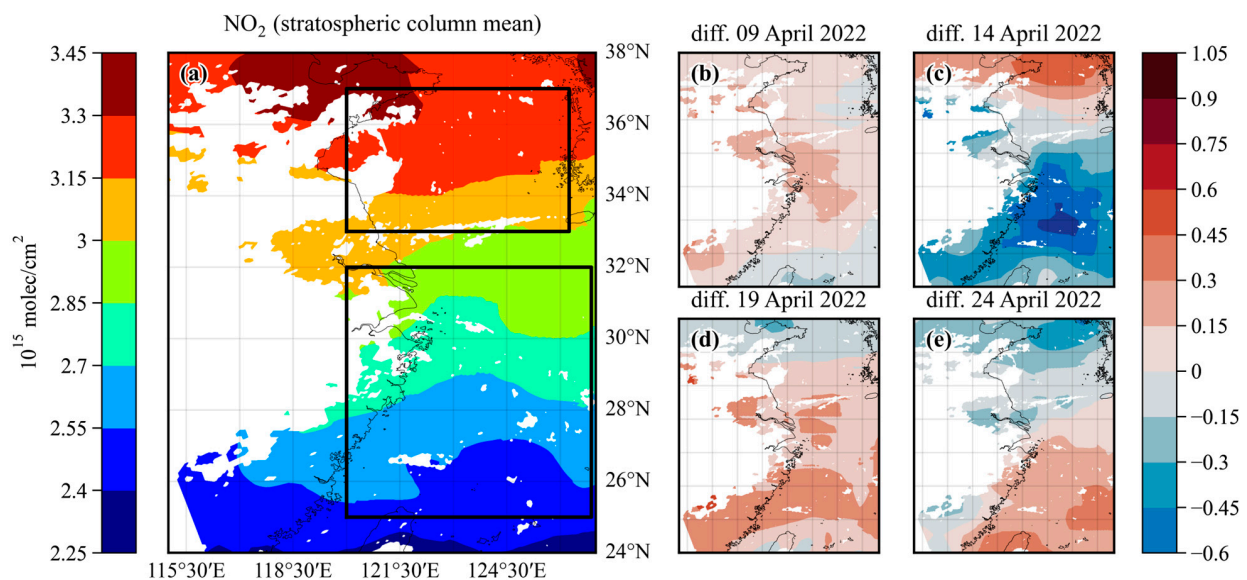 NO₂ (stratospheric column mean)
diff. 09 April 2022
diff. 14 April 2022
(a)
(b)
(c)
diff. 19 April 2022
diff. 24 April 2022
(d)
(e)
10¹⁵ molec/cm²
3.45
3.3
3.15
3
2.85
2.7
2.55
2.4
2.25
38°N
36°N
34°N
32°N
30°N
28°N
26°N
24°N
115°30′E 118°30′E 121°30′E 124°30′E
1.05
0.9
0.75
0.6
0.45
0.3
0.15
0
−0.15
−0.3
−0.45
−0.6